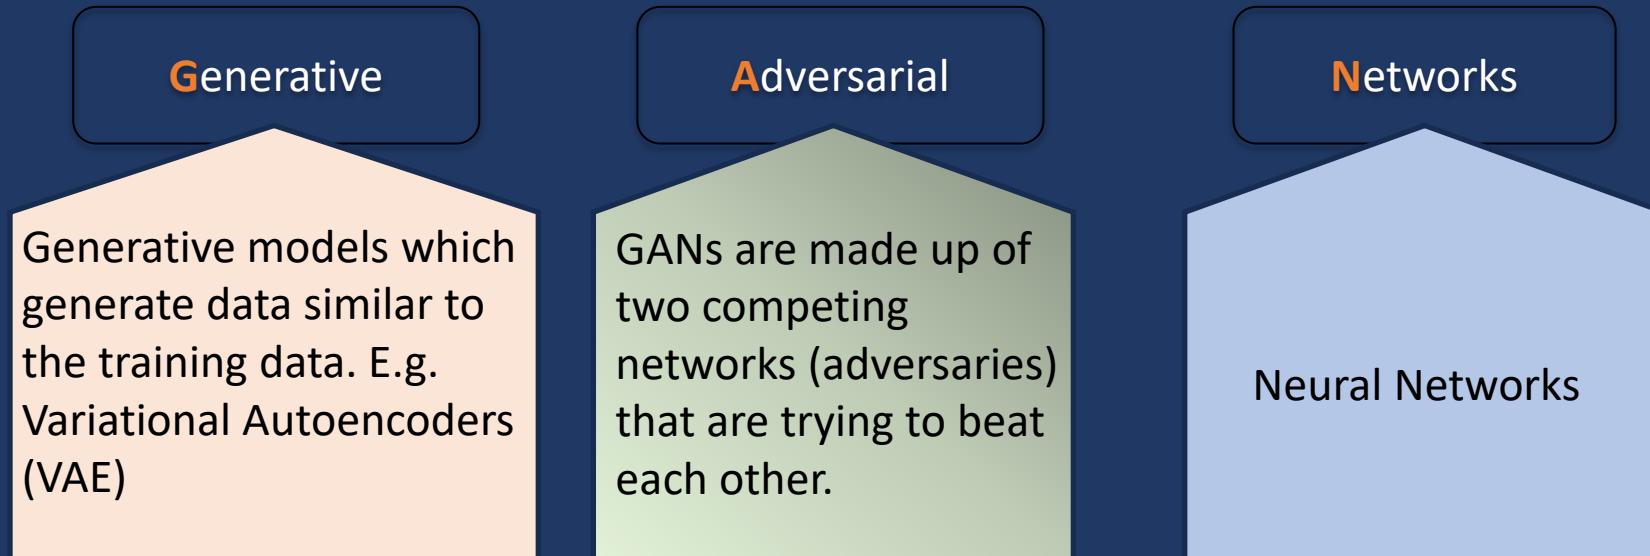 Generative
Adversarial
Networks
Generative models which
generate data similar to
the training data. E.g.
Variational Autoencoders
(VAE)
GANs are made up of
two competing
networks (adversaries)
that are trying to beat
each other.
Neural Networks